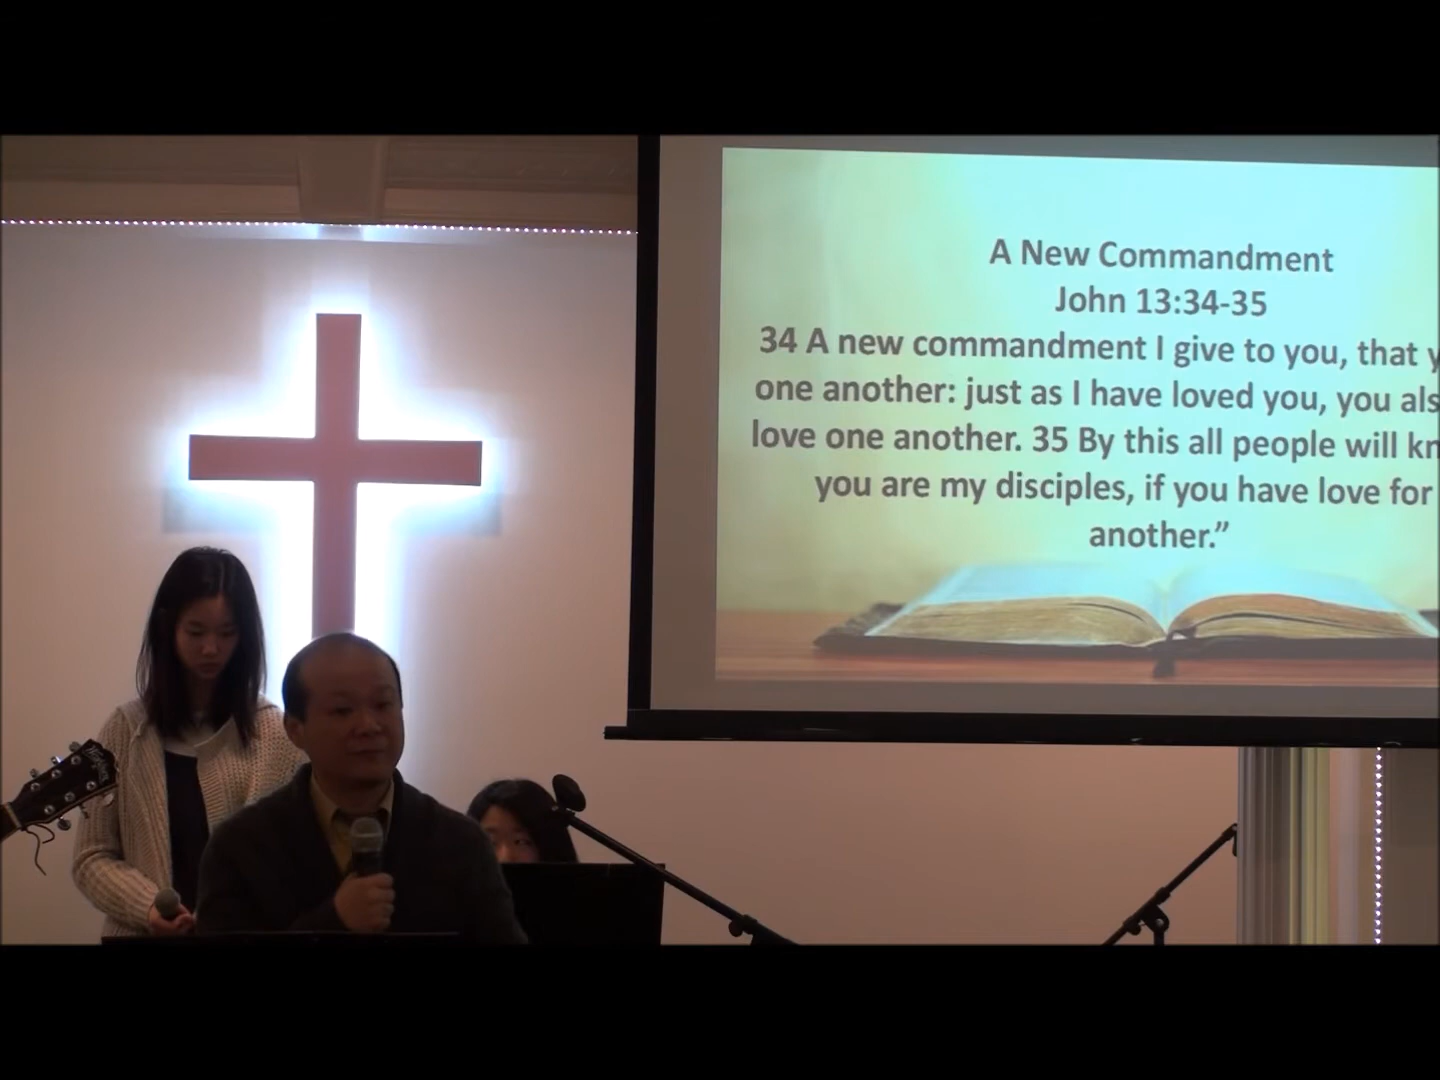 A New Commandment
John 13:34-35
34 A new commandment I give to you, that
one another: just as I have loved you, you
love one another. 35 By this all people will
you are my disciples, if you have love for
another.”